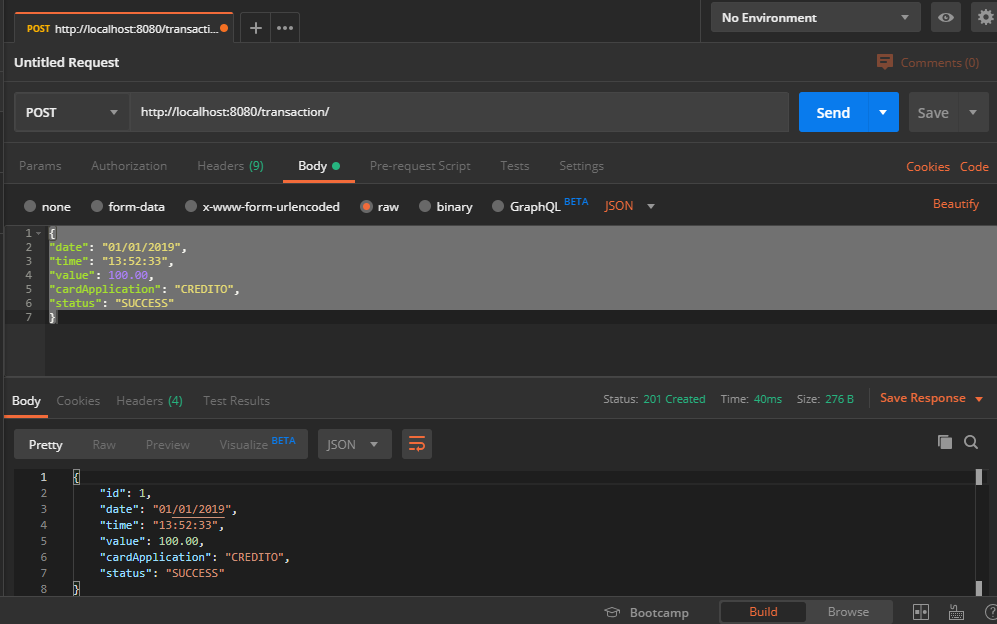 POST http://localhost:8080/transacti... + ••• No Environment
Untitled Request Comments (0)
POST http://localhost:8080/transaction/ Send Save
Params Authorization Headers (9) Body Pre-request Script Tests Settings Cookies Code
none form-data x-www-form-urlencoded raw binary GraphQL BETA JSON Beautify
1 {
2 "date": "01/01/2019",
3 "time": "13:52:33",
4 "value": 100.00,
5 "cardApplication": "CREDITO",
6 "status": "SUCCESS"
7 }
Body Cookies Headers (4) Test Results Status: 201 Created Time: 40ms Size: 276 B Save Response
Pretty Raw Preview Visualize BETA JSON
1 {
2 "id": 1,
3 "date": "01/01/2019",
4 "time": "13:52:33",
5 "value": 100.00,
6 "cardApplication": "CREDITO",
7 "status": "SUCCESS"
8 }
Bootcamp Build Browse ?